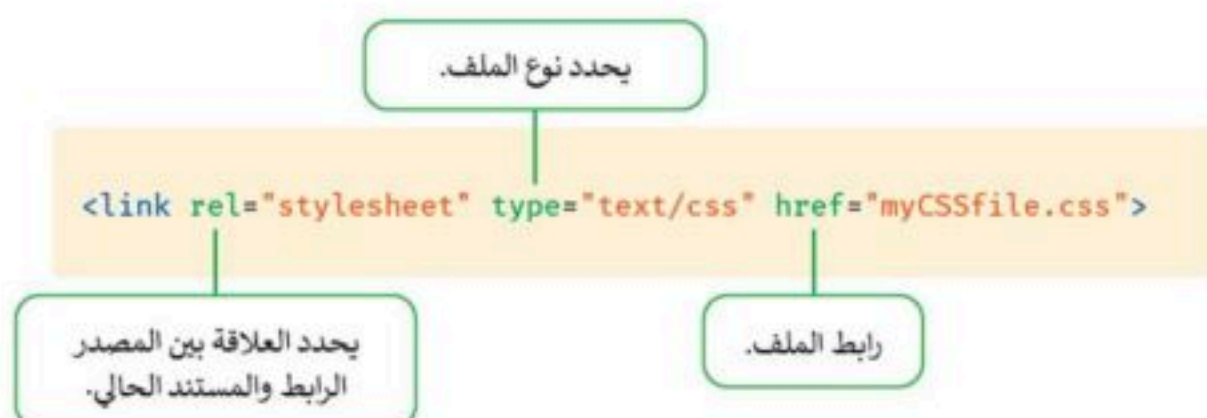 يحدد نوع الملف.
<link rel="stylesheet" type="text/css" href="myCSSfile.css">
يحدد العلاقة بين المصدر
الرابط والمستند الحالي.
رابط الملف.